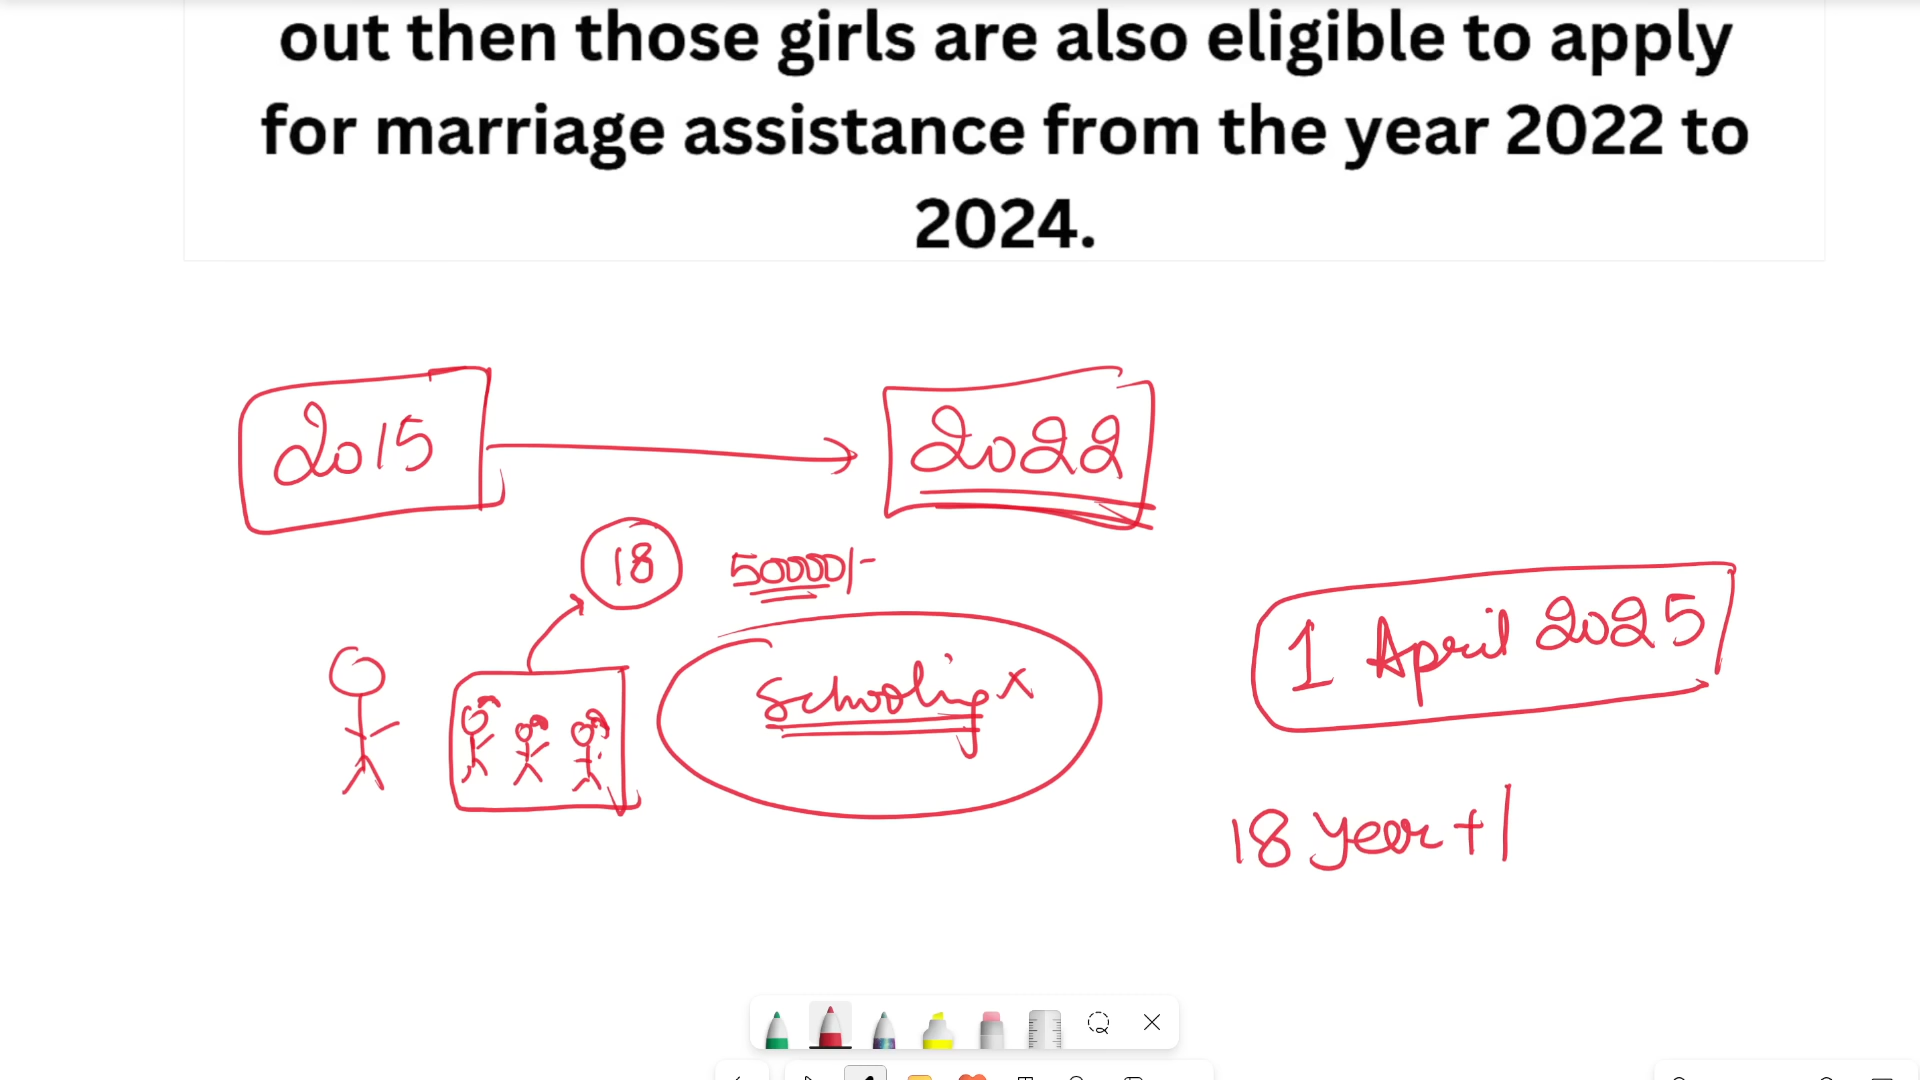 out then those girls are also eligible to apply
for marriage assistance from the year 2022 to
2024.
2015
2022
18
50000/-
Schooling x
1 April 2025
18 year +